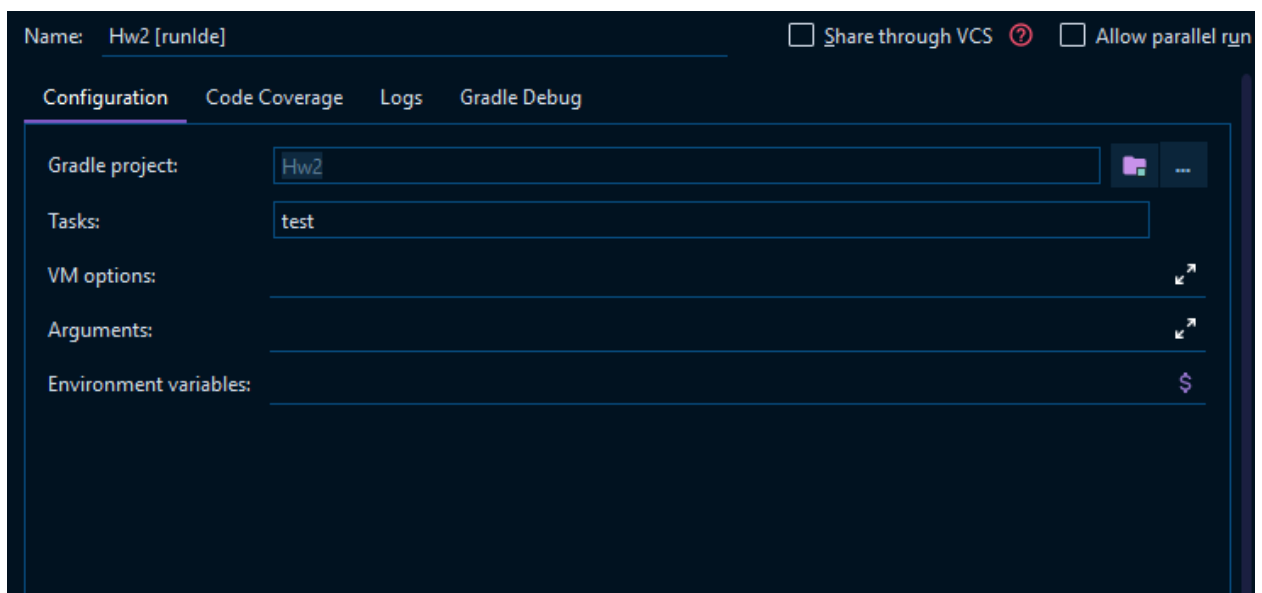 Name: Hw2 [runIde] Share through VCS ? Allow parallel run
Configuration Code Coverage Logs Gradle Debug
Gradle project: Hw2 ...
Tasks: test
VM options:
Arguments:
Environment variables: $